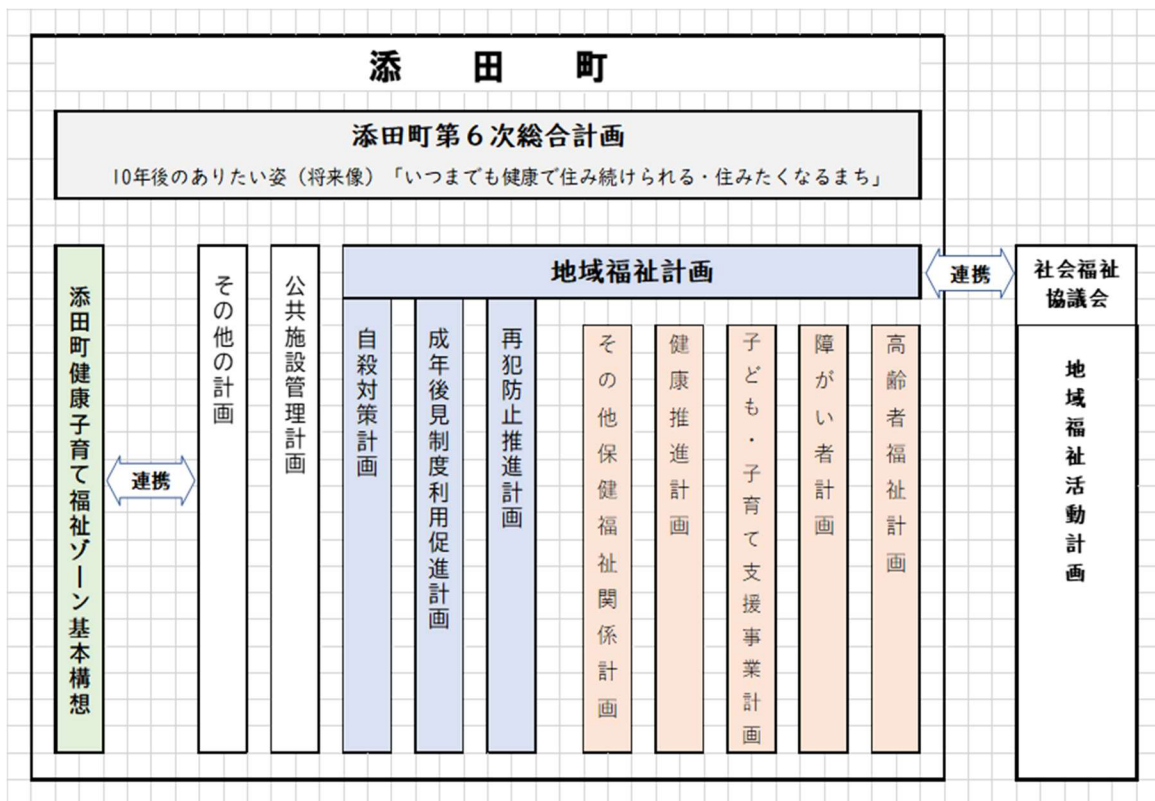 添田町
添田町第６次総合計画
10年後のありたい姿（将来像）「いつまでも健康で住み続けられる・住みたくなるまち」
添田町健康子育て福祉ゾーン基本構想
連携
その他の計画
公共施設管理計画
地域福祉計画
自殺対策計画
成年後見制度利用促進計画
再犯防止推進計画
その他保健福祉関係計画
健康推進計画
子ども・子育て支援事業計画
障がい者計画
高齢者福祉計画
連携
社会福祉
協議会
地域福祉活動計画